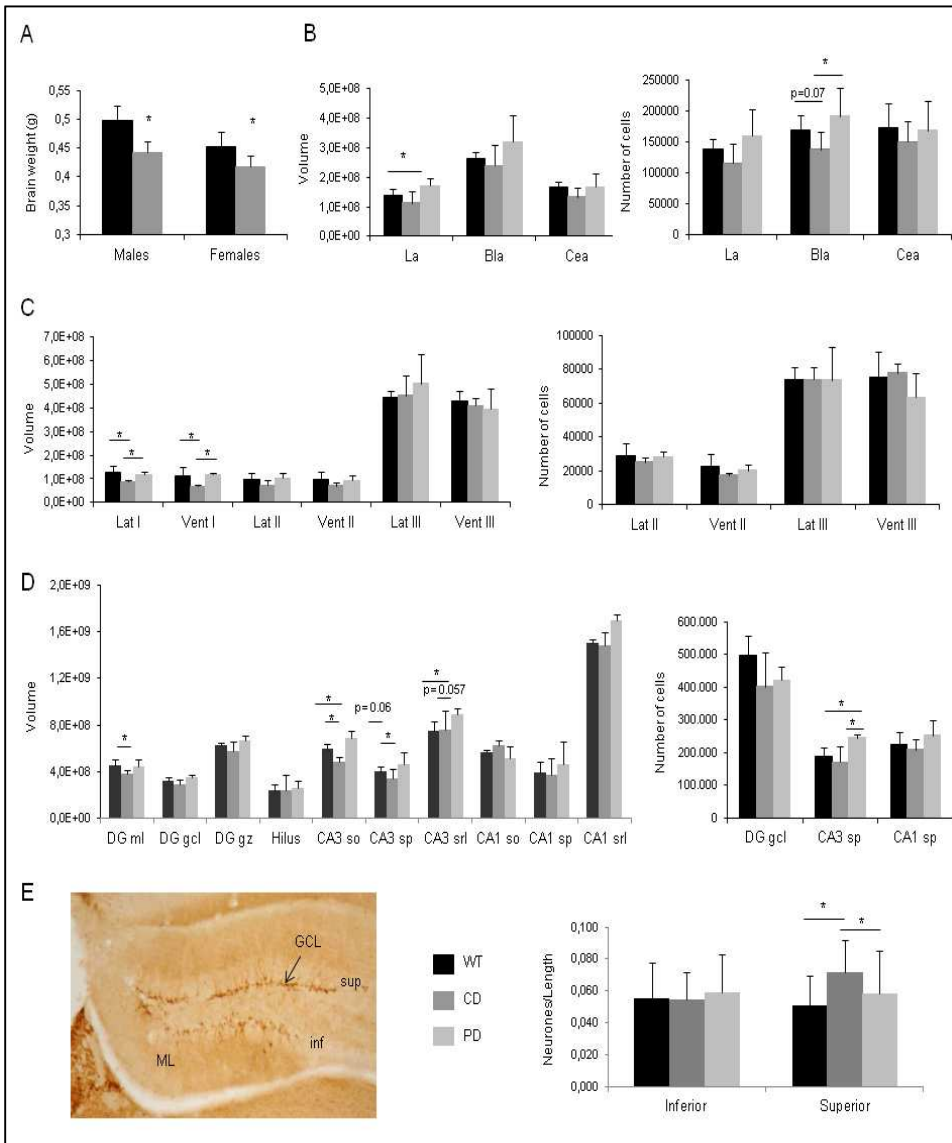 A
Brain weight (g)
0,55
0,5
0,45
0,4
0,35
0,3
*
*
Males
Females
B
Volume
5,0E+08
4,0E+08
3,0E+08
2,0E+08
1,0E+08
0,0E+00
*
La
Bla
Cea
Number of cells
250000
200000
150000
100000
50000
0
*
p=0.07
La
Bla
Cea
C
Volume
7,0E+08
6,0E+08
5,0E+08
4,0E+08
3,0E+08
2,0E+08
1,0E+08
0,0E+00
*
*
*
*
Lat I
Vent I
Lat II
Vent II
Lat III
Vent III
Number of cells
100000
80000
60000
40000
20000
0
Lat II
Vent II
Lat III
Vent III
D
Volume
2,0E+09
1,6E+09
1,2E+09
8,0E+08
4,0E+08
0,0E+00
*
*
*
p= 0.06
*
*
p= 0.057
DG ml
DG gcl
DG gz
Hilus
CA3 so
CA3 sp
CA3 srl
CA1 so
CA1 sp
CA1 srl
Number of cells
600.000
500.000
400.000
300.000
200.000
100.000
0.000
*
*
DG gcl
CA3 sp
CA1 sp
E
GCL
sup
inf
ML
WT
CD
PD
Neurones/Length
0,100
0,080
0,060
0,040
0,020
0,000
*
*
Inferior
Superior